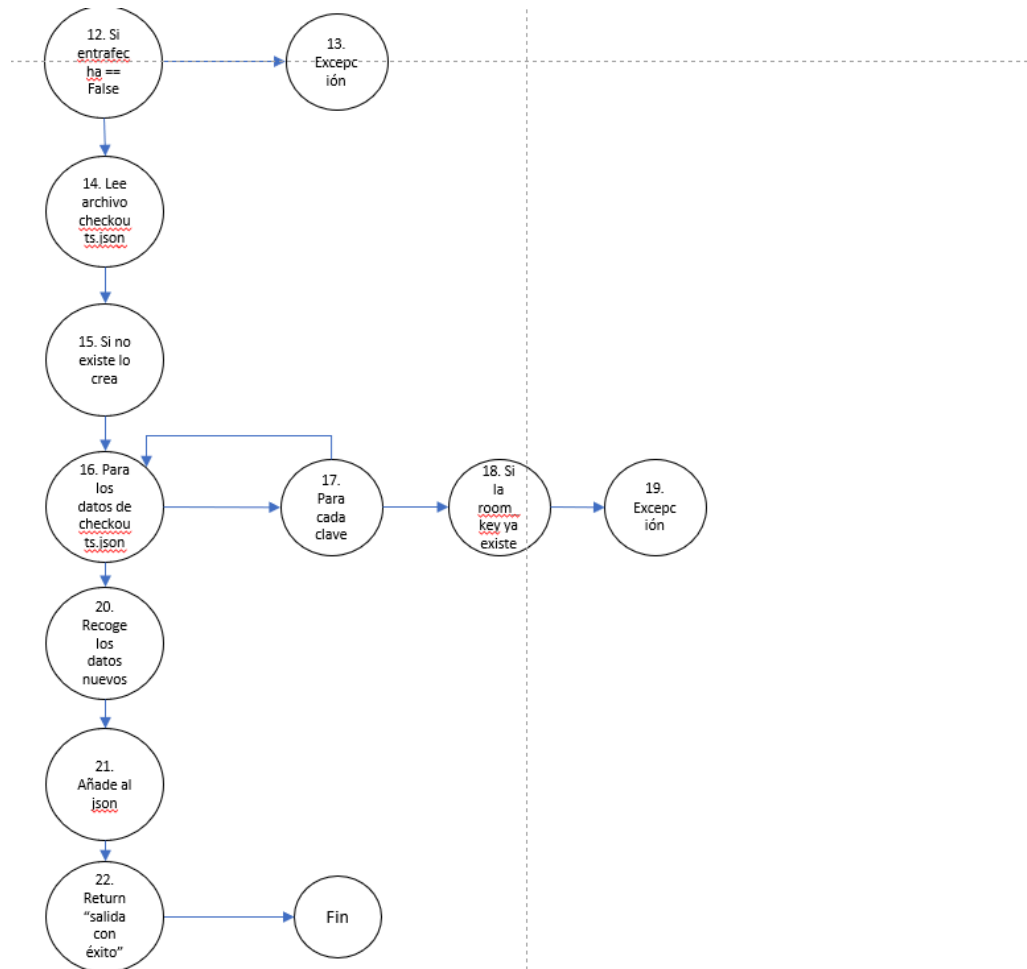 12. Si
entrafec
ha ==
False
13.
Excepc
ión
14. Lee
archivo
checkou
ts.json
15. Si no
existe lo
crea
16. Para
los
datos de
checkou
ts.json
17.
Para
cada
clave
18. Si
la
room_
key ya
existe
19.
Excepc
ión
20.
Recoge
los
datos
nuevos
21.
Añade al
json
22.
Return
“salida
con
éxito”
Fin